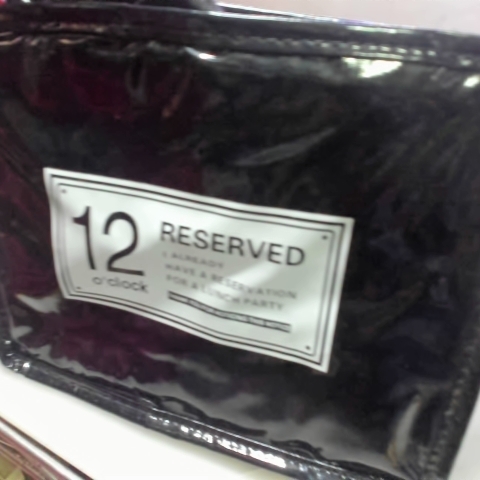 12
o'clock
RESERVED
I ALREADY
HAVE A RESERVATION
FOR A LUNCH PARTY